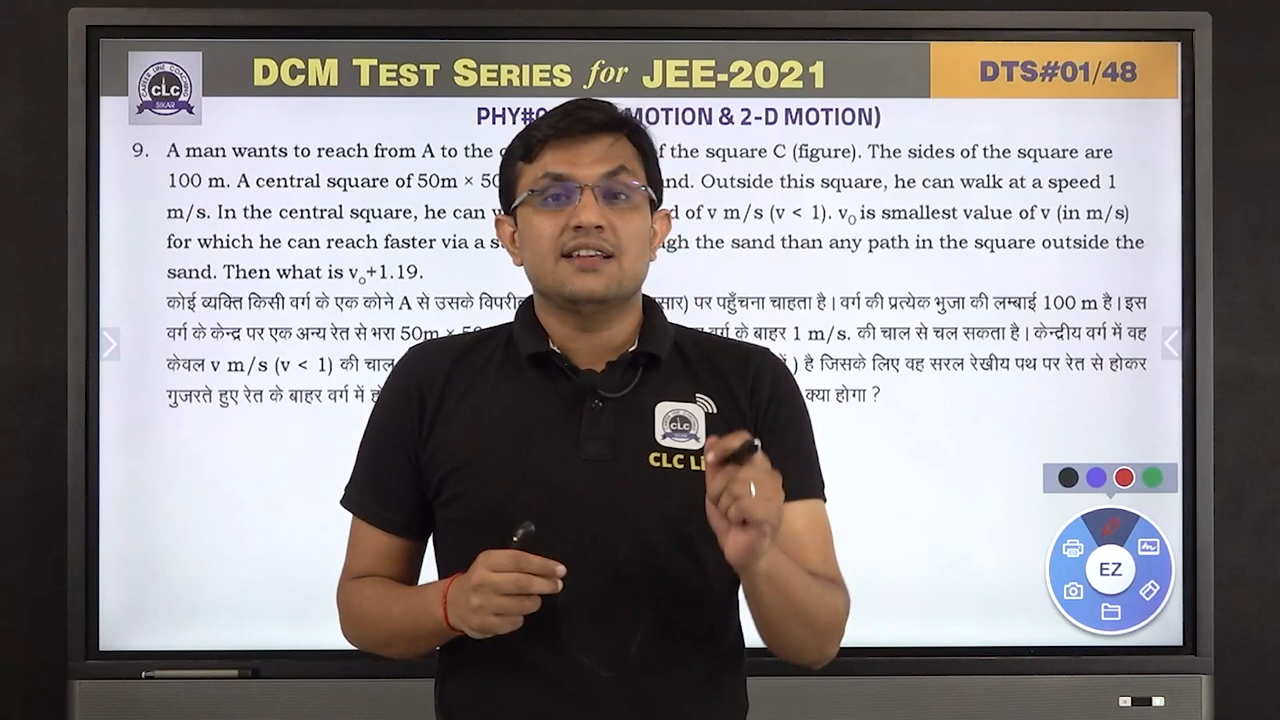 DCM TEST SERIES for JEE-2021
DTS#01/48
CAREER LINE COACHING
CLC
SIKAR
PHY#0 MOTION & 2-D MOTION)
9. A man wants to reach from A to the f the square C (figure). The sides of the square are
100 m. A central square of 50m × 50 nd. Outside this square, he can walk at a speed 1
m/s. In the central square, he can w d of v m/s (v < 1). v₀ is smallest value of v (in m/s)
for which he can reach faster via a s gh the sand than any path in the square outside the
sand. Then what is v₀+1.19.
कोई व्यक्ति किसी वर्ग के एक कोने A से उसके विपरी सार) पर पहुँचना चाहता है। वर्ग की प्रत्येक भुजा की लम्बाई 100 m है। इस
वर्ग के केन्द्र पर एक अन्य रेत से भरा 50m × 50 वर्ग के बाहर 1 m/s. की चाल से चल सकता है। केन्द्रीय वर्ग में वह
केवल v m/s (v < 1) की चाल ) है जिसके लिए वह सरल रेखीय पथ पर रेत से होकर
गुजरते हुए रेत के बाहर वर्ग में क्या होगा ?
CLC
CLC Li
EZ